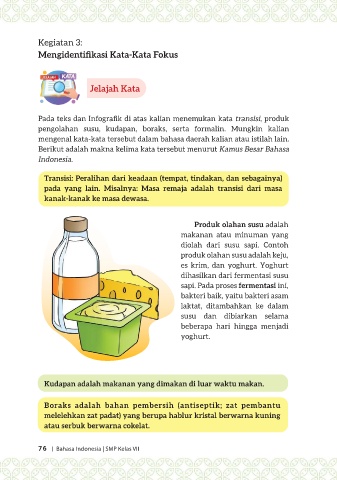 Kegiatan 3:
Mengidentifikasi Kata-Kata Fokus
JELAJAH KATA
Jelajah Kata
Pada teks dan Infografik di atas kalian menemukan kata transisi, produk
pengolahan susu, kudapan, boraks, serta formalin. Mungkin kalian
mengenal kata-kata tersebut dalam bahasa daerah kalian atau istilah lain.
Berikut adalah makna kelima kata tersebut menurut Kamus Besar Bahasa
Indonesia.
Transisi: Peralihan dari keadaan (tempat, tindakan, dan sebagainya)
pada yang lain. Misalnya: Masa remaja adalah transisi dari masa
kanak-kanak ke masa dewasa.
Produk olahan susu adalah
makanan atau minuman yang
diolah dari susu sapi. Contoh
produk olahan susu adalah keju,
es krim, dan yoghurt. Yoghurt
dihasilkan dari fermentasi susu
sapi. Pada proses fermentasi ini,
bakteri baik, yaitu bakteri asam
laktat, ditambahkan ke dalam
susu dan dibiarkan selama
beberapa hari hingga menjadi
yoghurt.
Kudapan adalah makanan yang dimakan di luar waktu makan.
Boraks adalah bahan pembersih (antiseptik; zat pembantu
melelehkan zat padat) yang berupa hablur kristal berwarna kuning
atau serbuk berwarna cokelat.
76 | Bahasa Indonesia | SMP Kelas VII